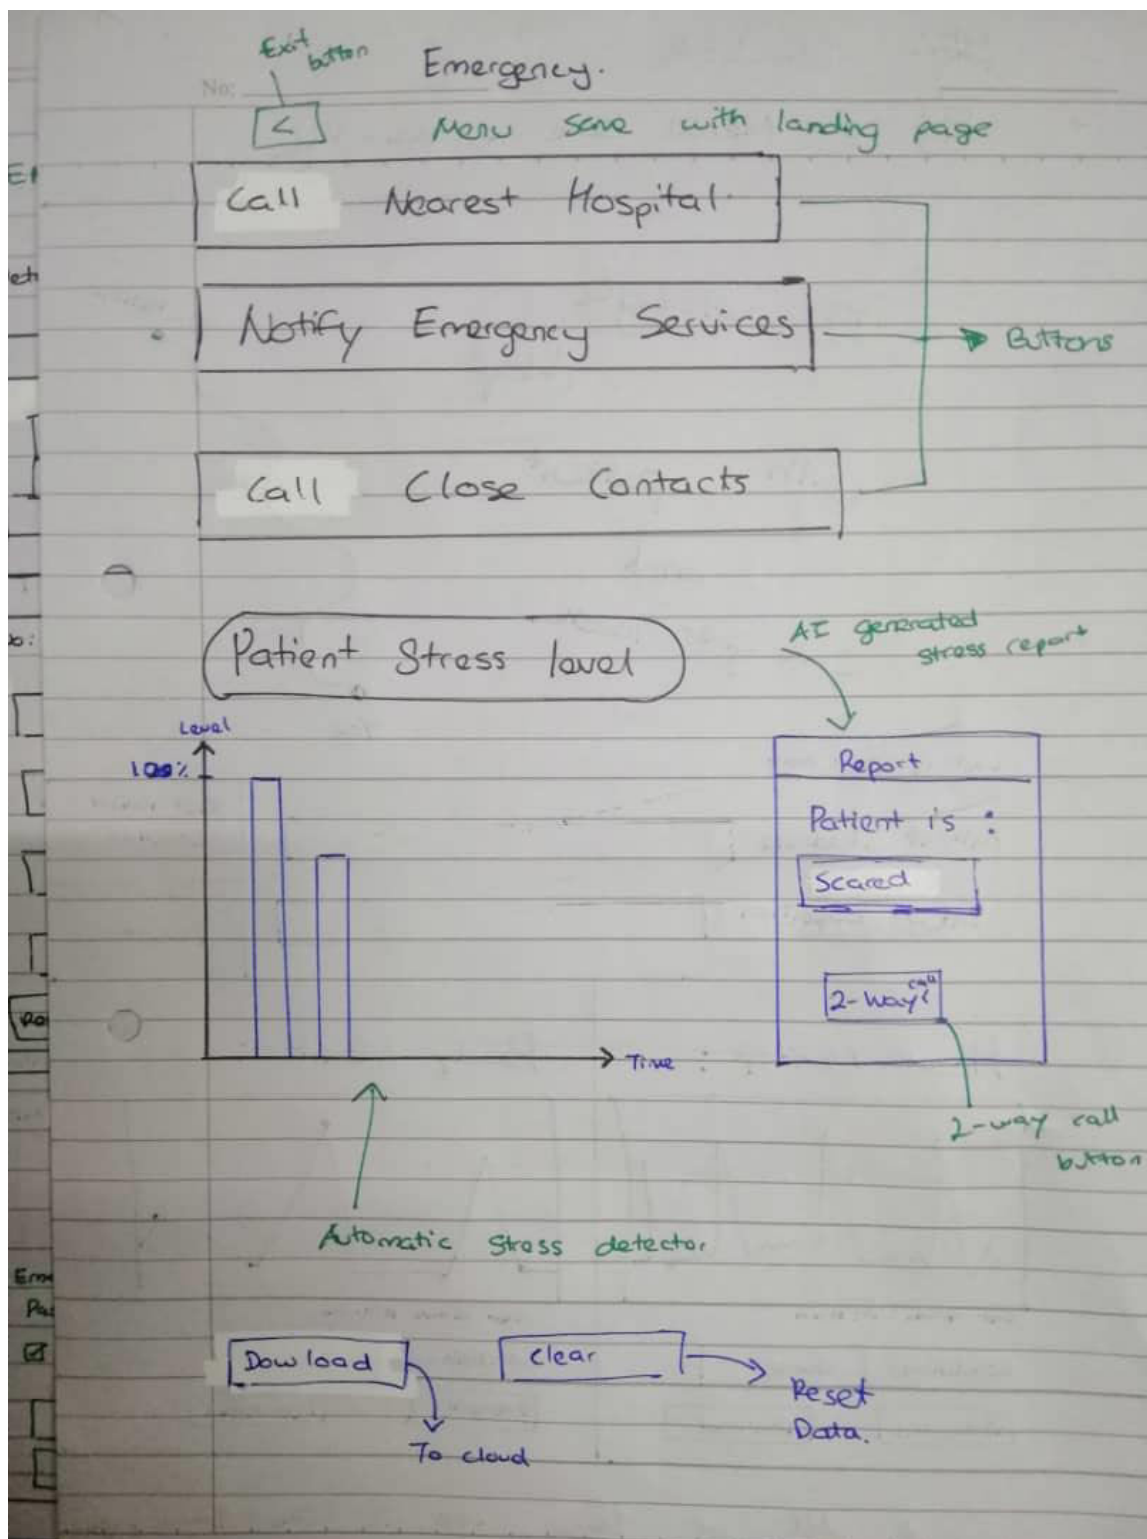 Exit button
Emergency.
No:
<
Menu same with landing page
Call Nearest Hospital
Notify Emergency Services
Buttons
Call Close Contacts
Patient Stress level
AI generated
stress report
Level
100%
Report
Patient is :
Scared
2-way call
Time
2-way call
button
Automatic stress detector
Dowload
Clear
Reset
Data.
To cloud